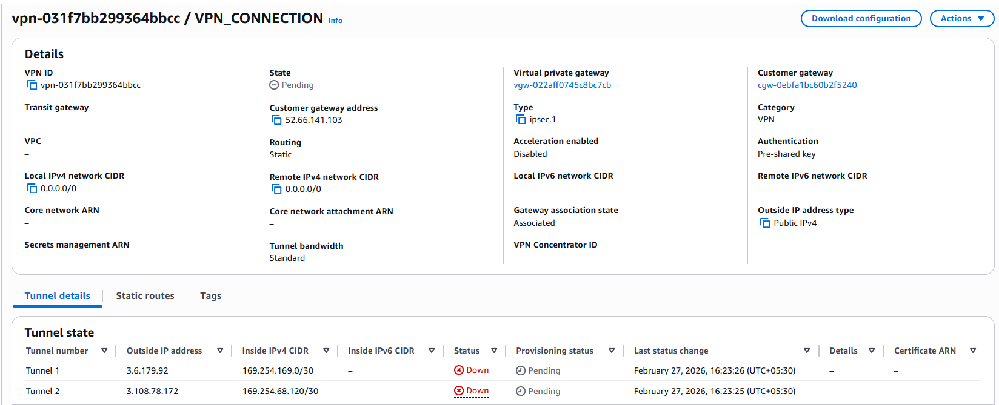 vpn-031f7bb299364bbcc / VPN_CONNECTION Info
Download configuration
Actions
Details
VPN ID
vpn-031f7bb299364bbcc
State
Pending
Virtual private gateway
vgw-022aff0745c8bc7cb
Customer gateway
cgw-0ebfa1bc60b2f5240
Transit gateway
–
Customer gateway address
52.66.141.103
Type
ipsec.1
Category
VPN
VPC
–
Routing
Static
Acceleration enabled
Disabled
Authentication
Pre-shared key
Local IPv4 network CIDR
0.0.0.0/0
Remote IPv4 network CIDR
0.0.0.0/0
Local IPv6 network CIDR
–
Remote IPv6 network CIDR
–
Core network ARN
–
Core network attachment ARN
–
Gateway association state
Associated
Outside IP address type
Public IPv4
Secrets management ARN
–
Tunnel bandwidth
Standard
VPN Concentrator ID
–
Tunnel details
Static routes
Tags
Tunnel state
Tunnel number Outside IP address Inside IPv4 CIDR Inside IPv6 CIDR Status Provisioning status Last status change Details Certificate ARN
Tunnel 1 3.6.179.92 169.254.169.0/30 – Down Pending February 27, 2026, 16:23:26 (UTC+05:30) – –
Tunnel 2 3.108.78.172 169.254.68.120/30 – Down Pending February 27, 2026, 16:23:25 (UTC+05:30) – –